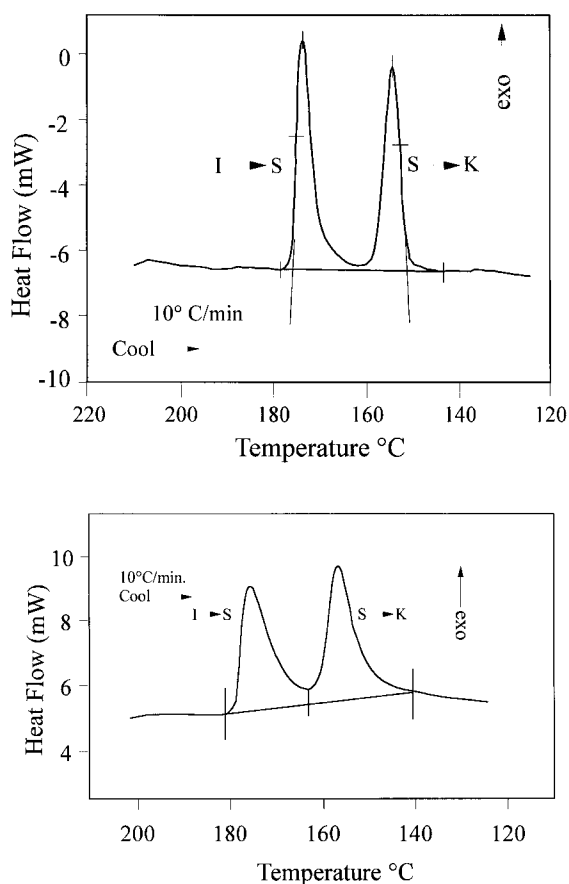 0
-2
-4
-6
-8
-10
Heat Flow (mW)
exo
I ► S
S ► K
10° C/min
Cool ►
220 200 180 160 140 120
Temperature °C
10
8
6
4
Heat Flow (mW)
10°C/min.
Cool ►
I ► S
S ► K
exo
200 180 160 140 120
Temperature °C